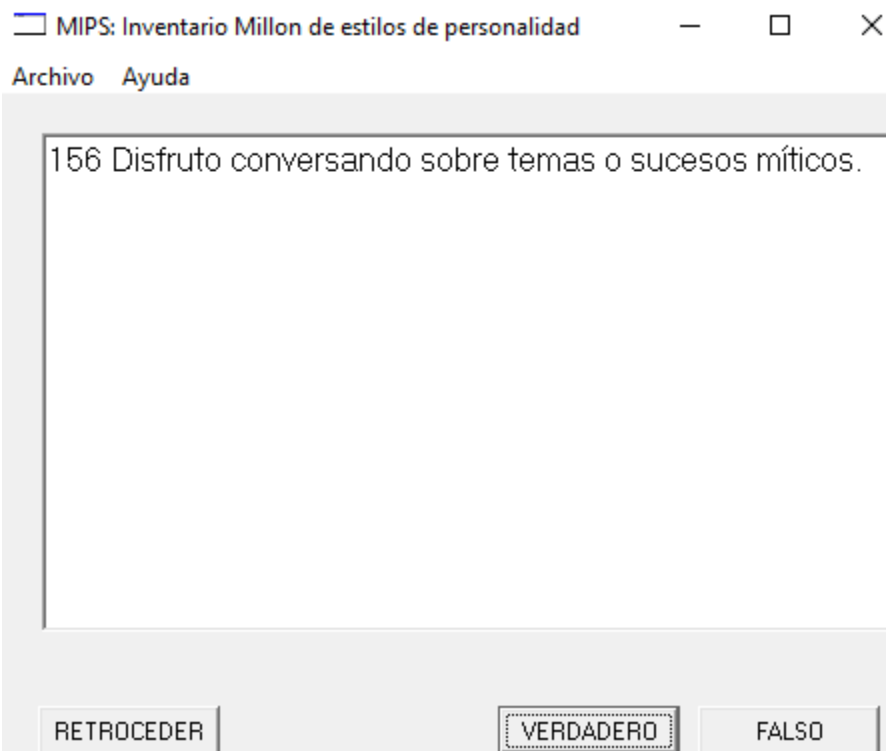 MIPS: Inventario Millon de estilos de personalidad
Archivo Ayuda
156 Disfruto conversando sobre temas o sucesos míticos.
RETROCEDER VERDADERO FALSO